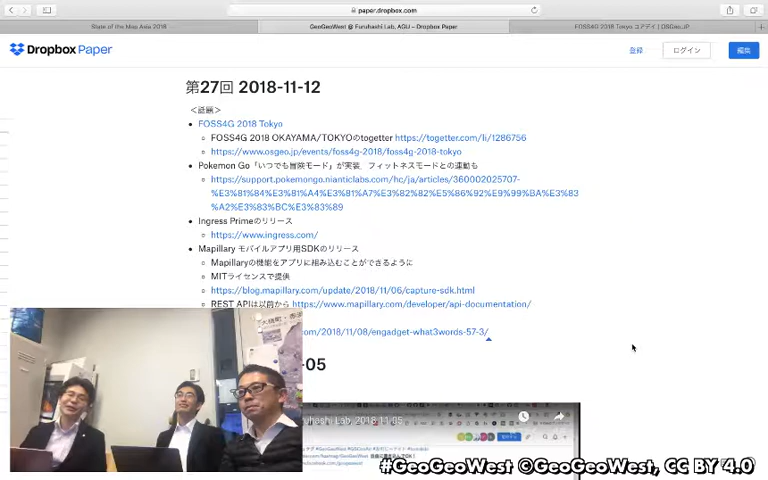 paper.dropbox.com
State of the Map Asia 2018
GeoGeoWest @ Furuhashi Lab, AGU – Dropbox Paper
FOSS4G 2018 Tokyo コアデイ | OSGeo.JP
Dropbox Paper
登録
ログイン
編集
第27回 2018-11-12
＜話題＞
FOSS4G 2018 Tokyo
FOSS4G 2018 OKAYAMA/TOKYOのtogetter https://togetter.com/li/1286756
https://www.osgeo.jp/events/foss4g-2018/foss4g-2018-tokyo
Pokemon Go「いつでも冒険モード」が実装　フィットネスモードとの連動も
https://support.pokemongo.nianticlabs.com/hc/ja/articles/360002025707-
%E3%81%84%E3%81%A4%E3%81%A7%E3%82%82%E5%86%92%E9%99%BA%E3%83
%A2%E3%83%BC%E3%83%89
Ingress Primeのリリース
https://www.ingress.com/
Mapillary モバイルアプリ用SDKのリリース
Mapillaryの機能をアプリに組み込むことができるように
MITライセンスで提供
https://blog.mapillary.com/update/2018/11/06/capture-sdk.html
REST APIは以前から https://www.mapillary.com/developer/api-documentation/
com/2018/11/08/engadget-what3words-57-3/
-05
Furuhashi Lab, 2018-11-05
#GeoGeoWest ©GeoGeoWest, CC BY 4.0